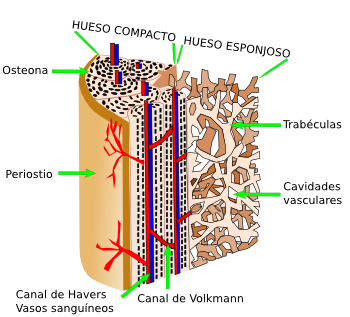 HUESO COMPACTO
HUESO ESPONJOSO
Osteona
Trabéculas
Periostio
Cavidades
vasculares
Canal de Havers
Vasos sanguíneos
Canal de Volkmann